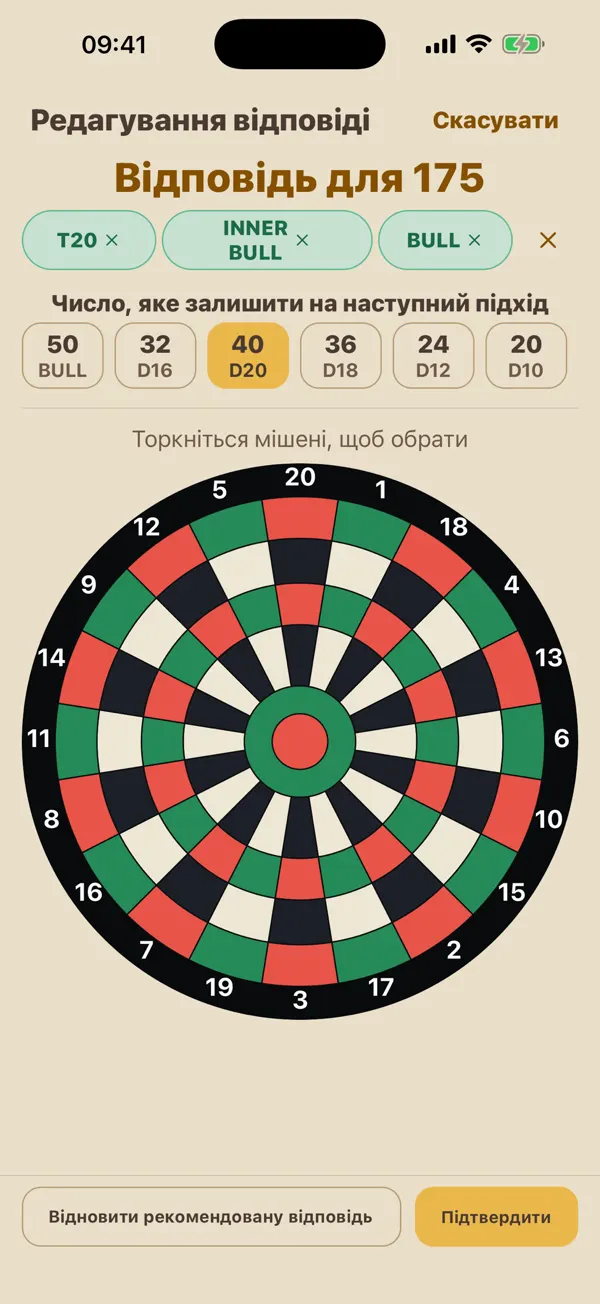 09:41
Редагування відповіді
Скасувати
Відповідь для 175
T20 ×
INNER
BULL ×
BULL ×
×
Число, яке залишити на наступний підхід
50
BULL
32
D16
40
D20
36
D18
24
D12
20
D10
Торкніться мішені, щоб обрати
20
1
18
4
13
6
10
15
2
17
3
19
7
16
8
11
14
9
12
5
Відновити рекомендовану відповідь
Підтвердити